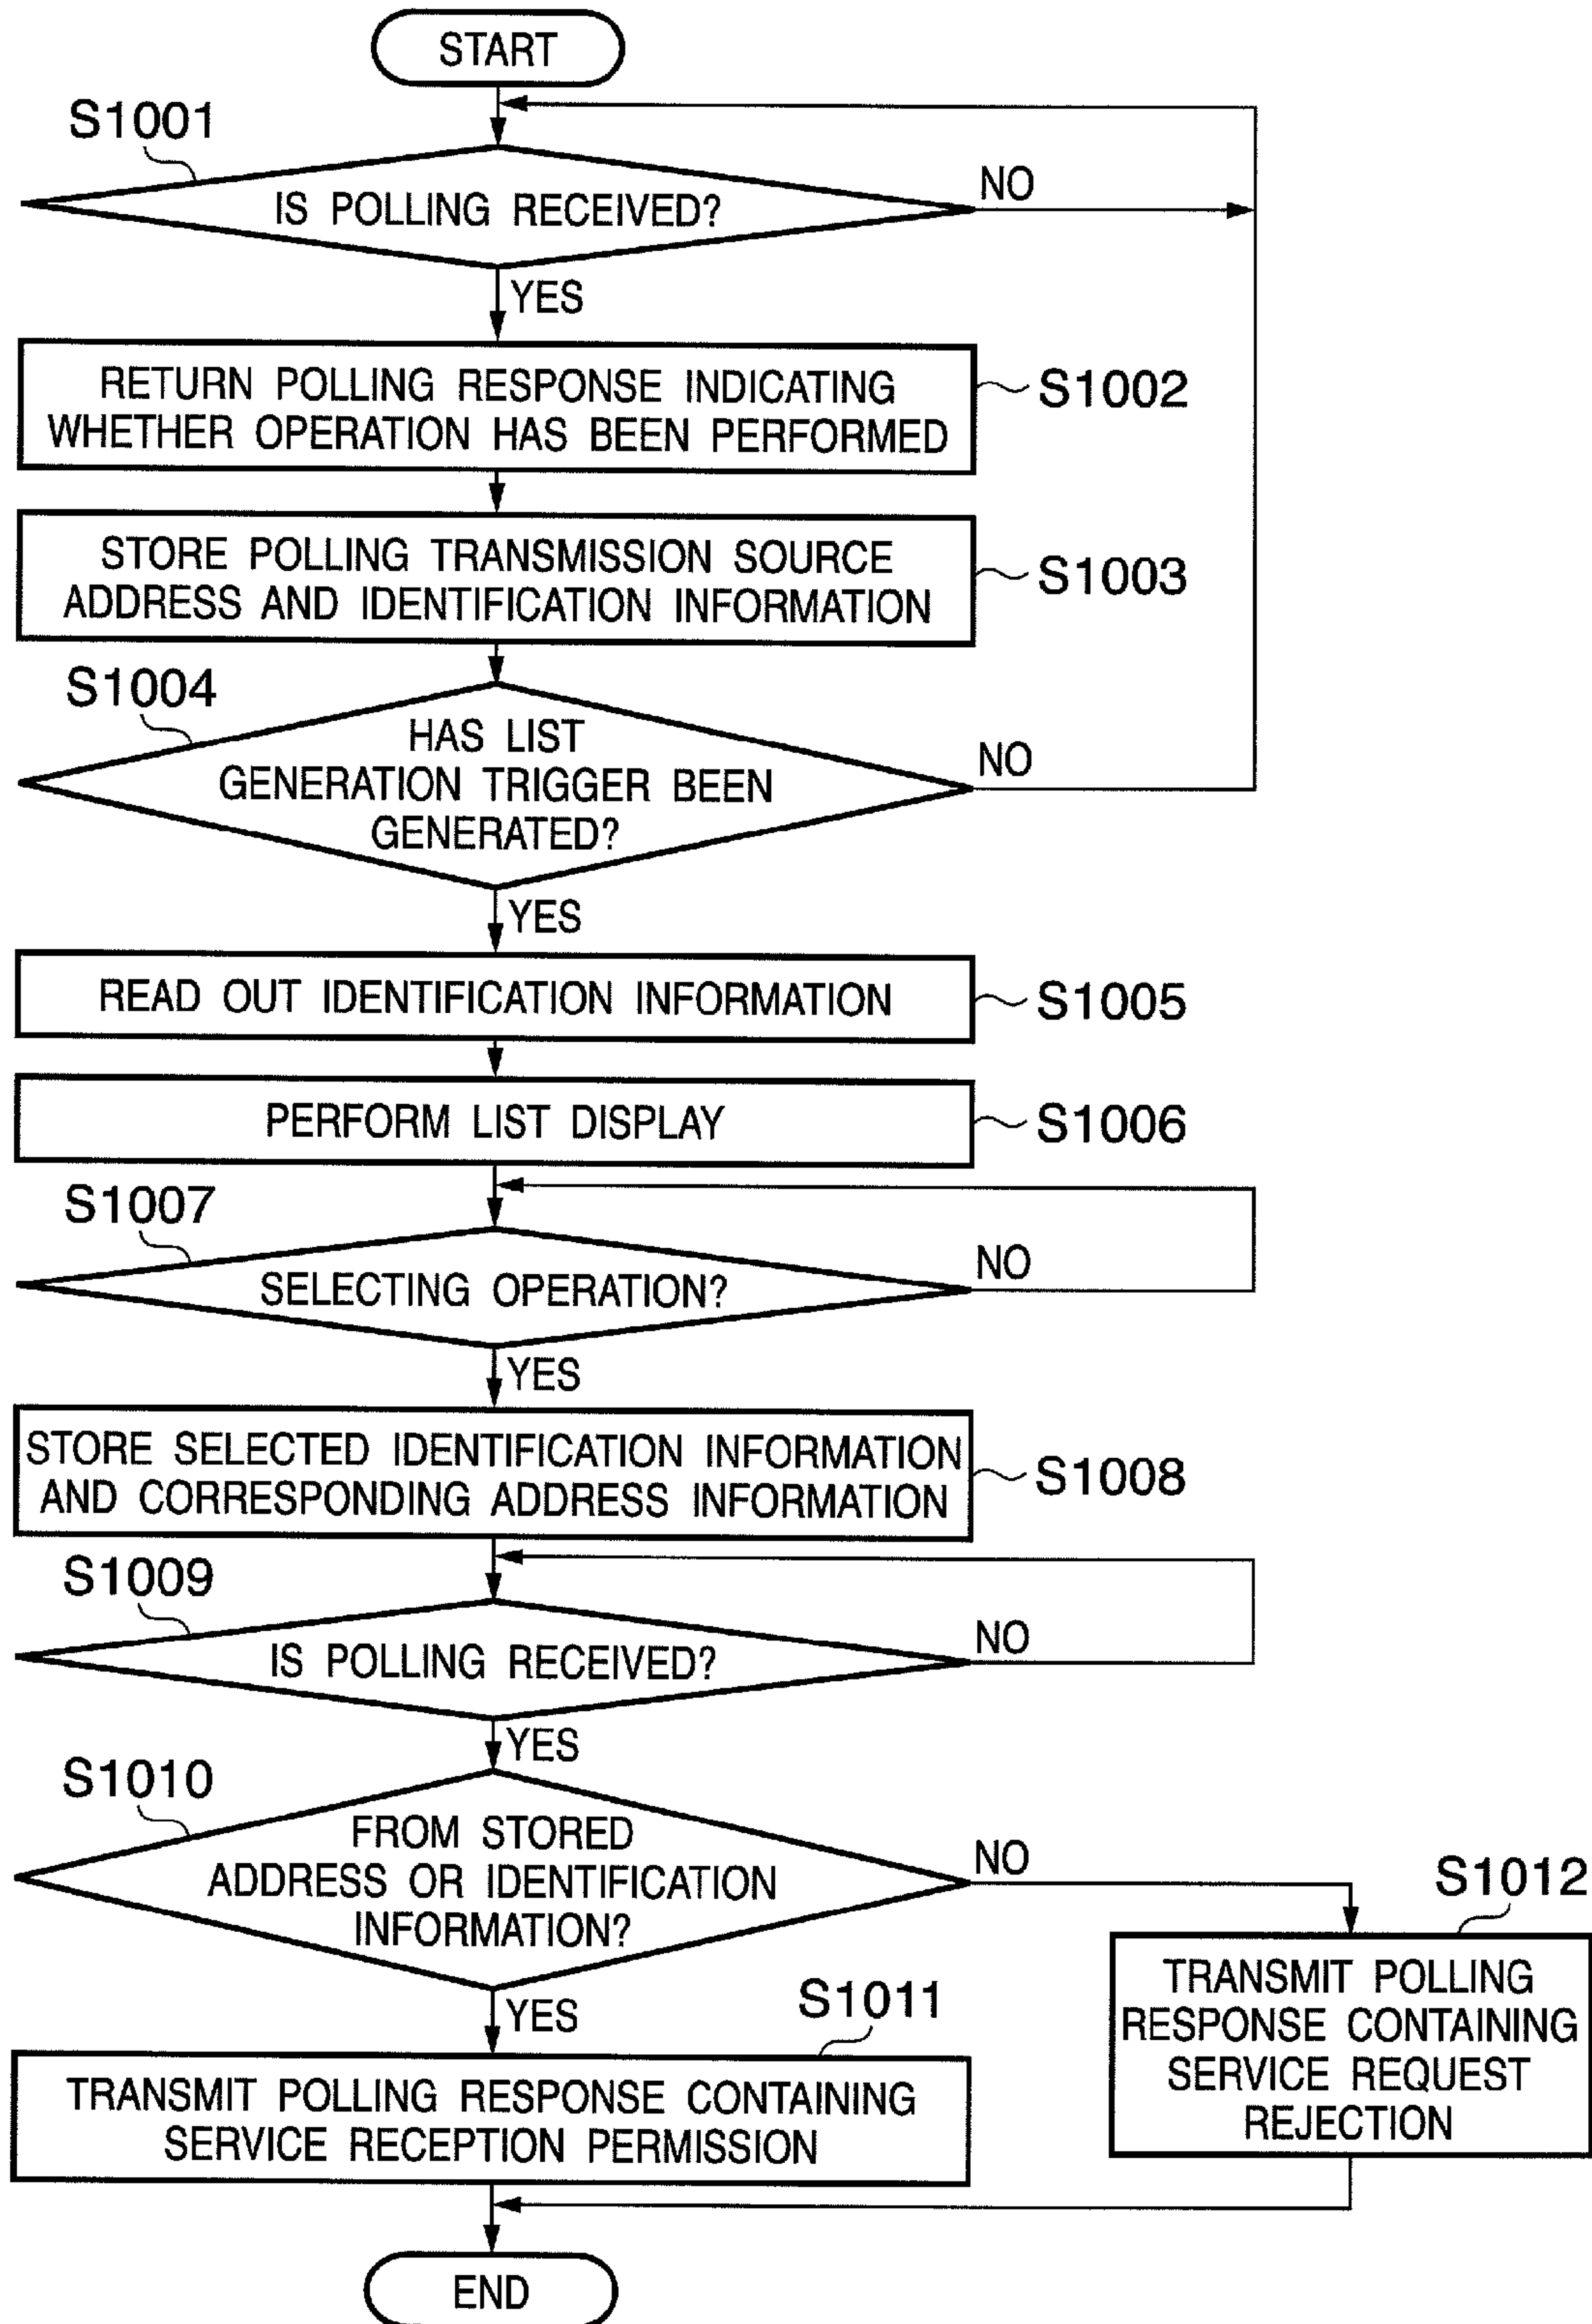 START
S1001
IS POLLING RECEIVED?
NO
YES
RETURN POLLING RESPONSE INDICATING
WHETHER OPERATION HAS BEEN PERFORMED
S1002
STORE POLLING TRANSMISSION SOURCE
ADDRESS AND IDENTIFICATION INFORMATION
S1003
S1004
HAS LIST
GENERATION TRIGGER BEEN
GENERATED?
NO
YES
READ OUT IDENTIFICATION INFORMATION
S1005
PERFORM LIST DISPLAY
S1006
S1007
SELECTING OPERATION?
NO
YES
STORE SELECTED IDENTIFICATION INFORMATION
AND CORRESPONDING ADDRESS INFORMATION
S1008
S1009
IS POLLING RECEIVED?
NO
YES
S1010
FROM STORED
ADDRESS OR IDENTIFICATION
INFORMATION?
NO
YES
S1012
TRANSMIT POLLING
RESPONSE CONTAINING
SERVICE REQUEST
REJECTION
S1011
TRANSMIT POLLING RESPONSE CONTAINING
SERVICE RECEPTION PERMISSION
END